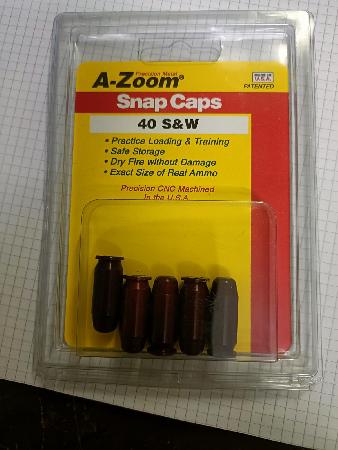 Precision Metal
A-Zoom®
Snap Caps
40 S&W
• Practice Loading & Training
• Safe Storage
• Dry Fire without Damage
• Exact Size of Real Ammo
Precision CNC Machined
in the U.S.A.
U.S.A.
PATENTED